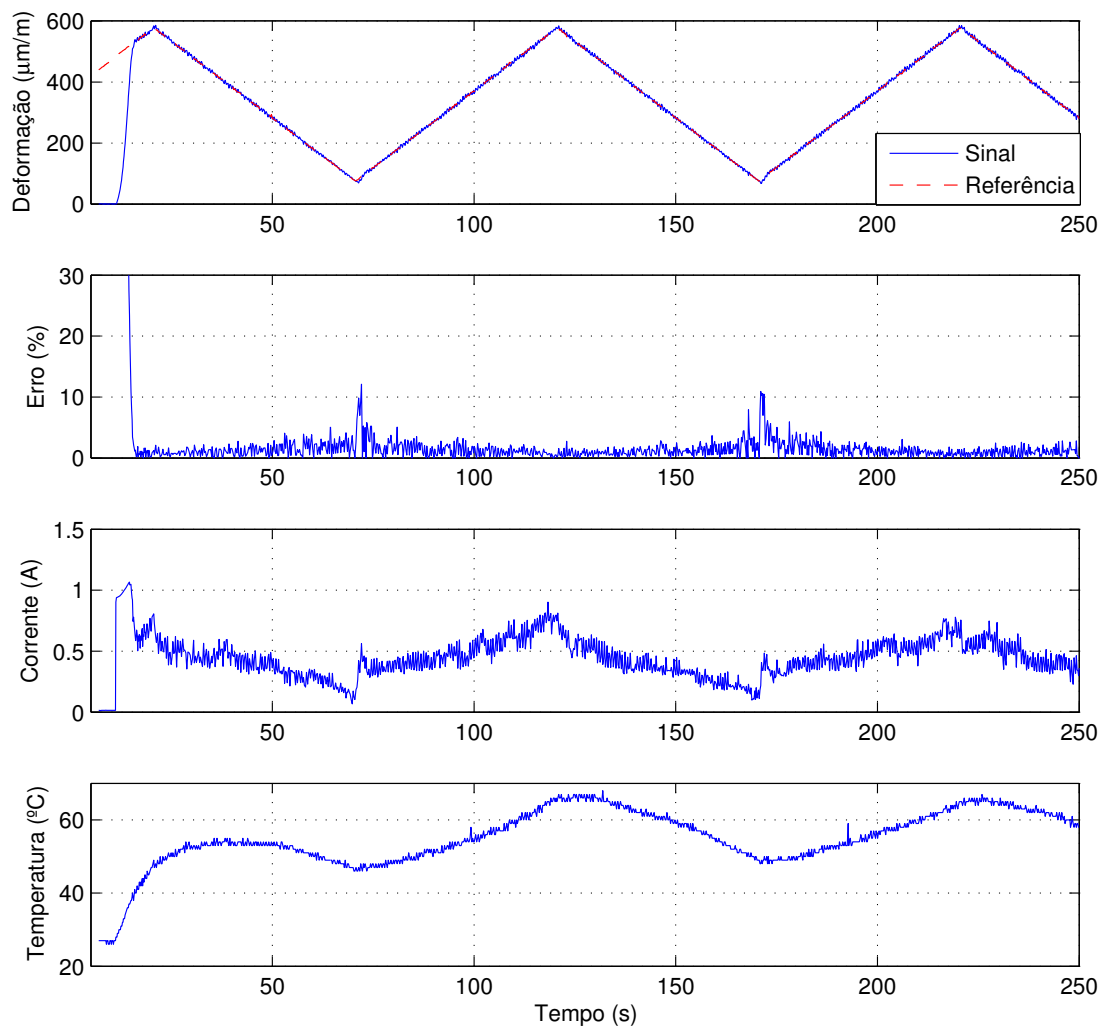 600
400
200
0
Deformação (μm/m)
Sinal
Referência
50 100 150 200 250
30
20
10
0
Erro (%)
50 100 150 200 250
1.5
1
0.5
0
Corrente (A)
50 100 150 200 250
60
40
20
Temperatura (ºC)
50 100 150 200 250
Tempo (s)